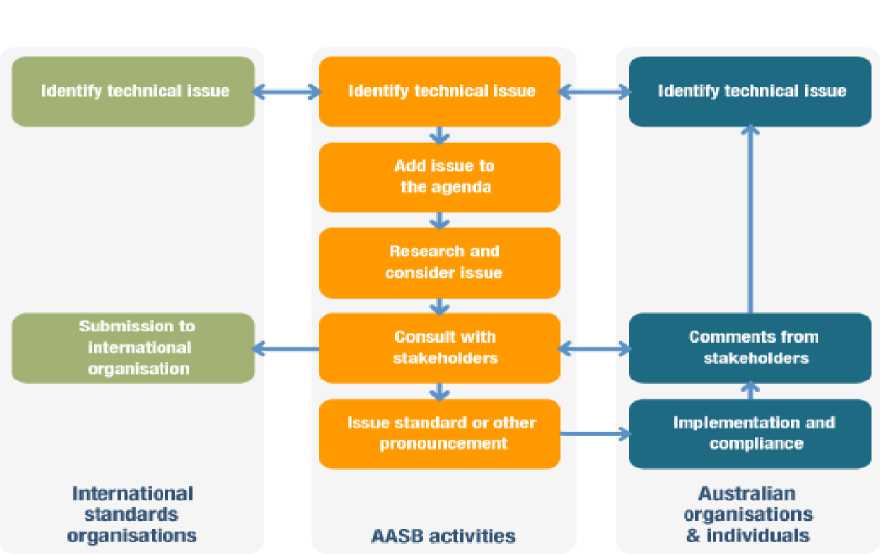 Identify technical issue
Identify technical issue
Identify technical issue
Add issue to
the agenda
Research and
consider issue
Submission to
international
organisation
Consult with
stakeholders
Comments from
stakeholders
Issue standard or other
pronouncement
Implementation and
compliance
International
standards
organisations
AASB activities
Australian
organisations
& individuals